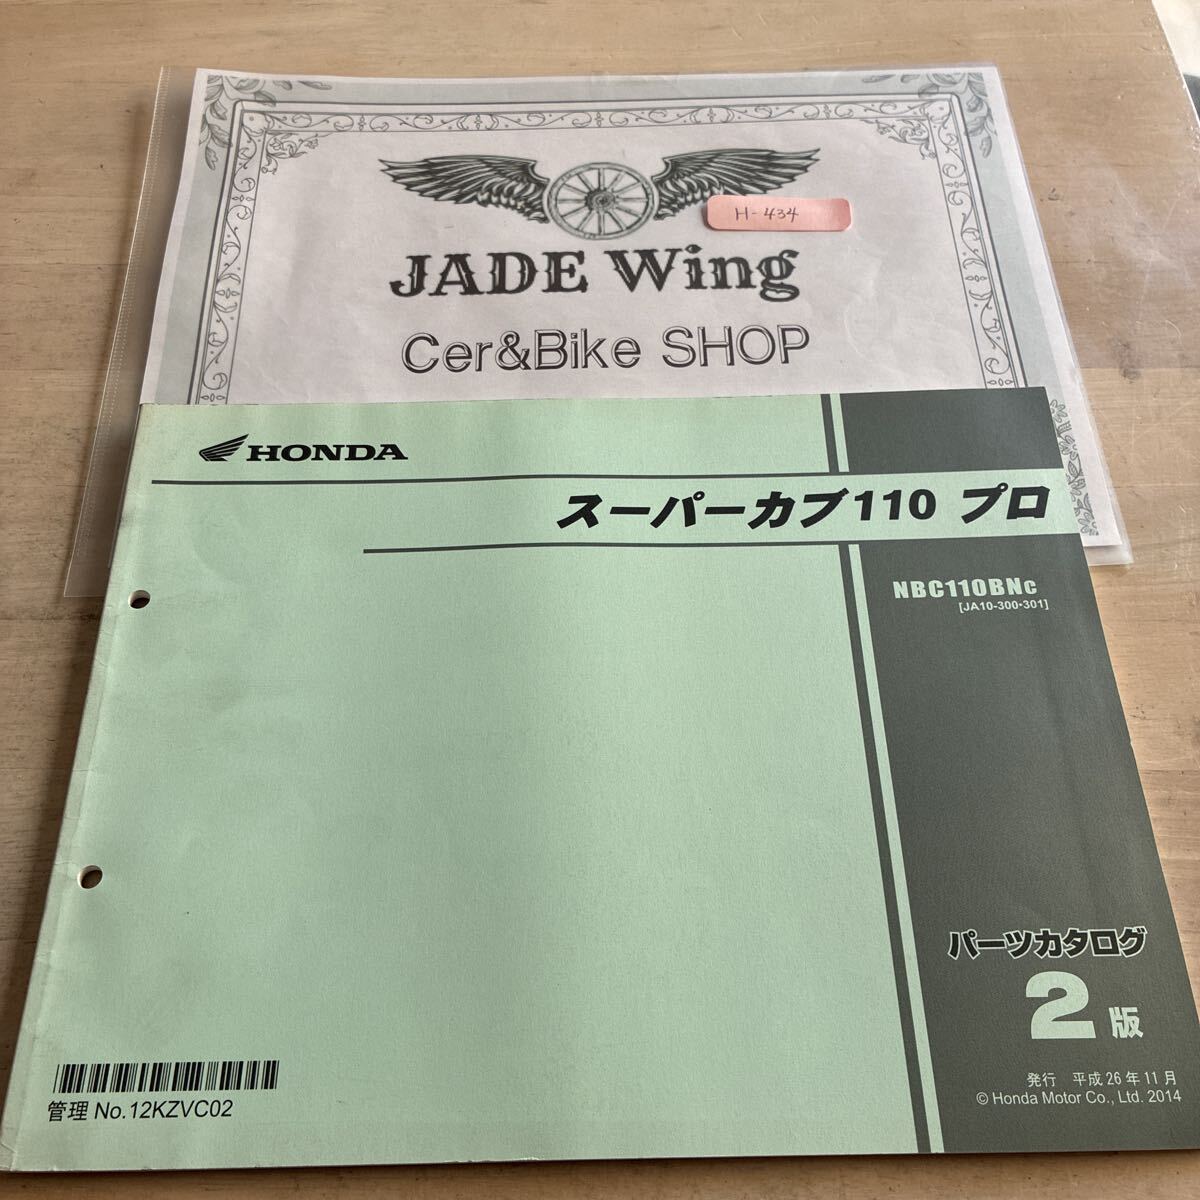 H-434
JADE Wing
Cer&Bike SHOP
HONDA
スーパーカブ110 プロ
NBC110BNC
[JA10-300・301]
パーツカタログ
2版
発行 平成26年11月
© Honda Motor Co., Ltd. 2014
管理 No.12KZVC02